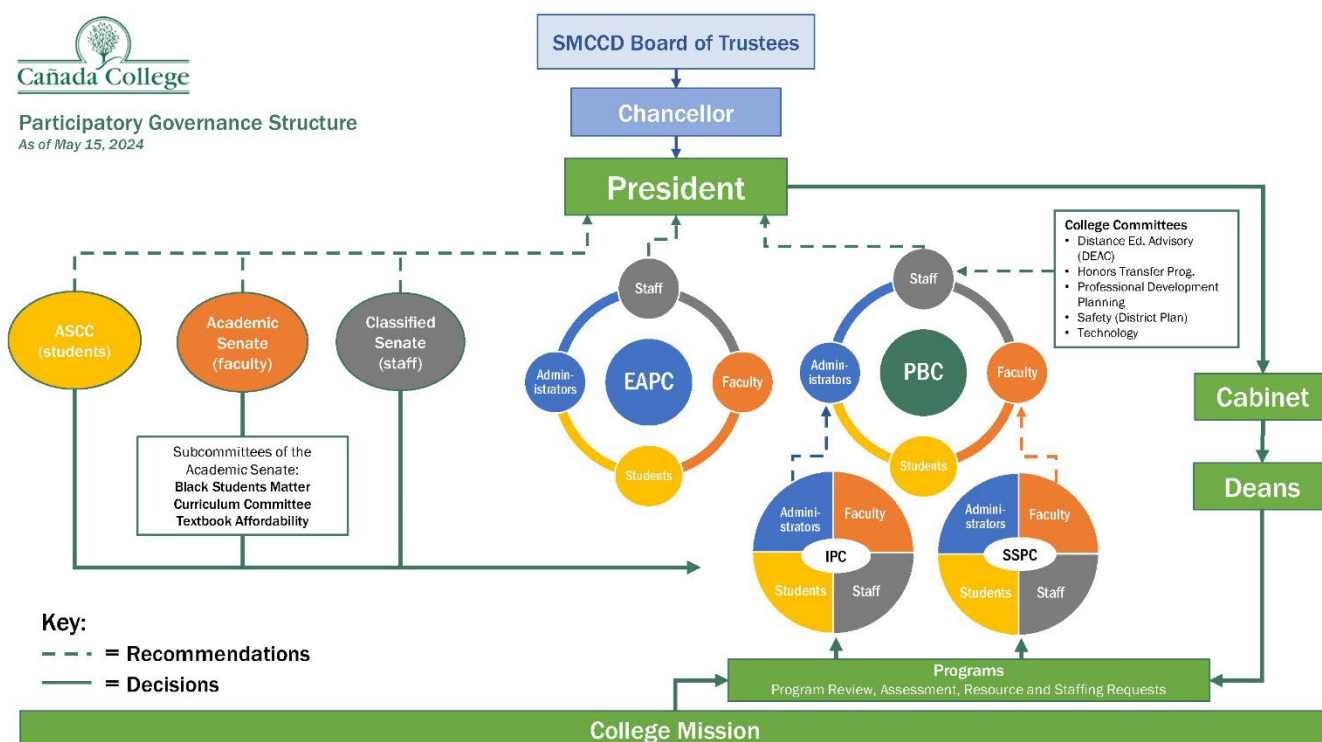 Cañada College
Participatory Governance Structure
As of May 15, 2024
SMCCD Board of Trustees
Chancellor
President
College Committees
• Distance Ed. Advisory
(DEAC)
• Honors Transfer Prog.
• Professional Development
Planning
• Safety (District Plan)
• Technology
ASCC
(students)
Academic
Senate
(faculty)
Classified
Senate
(staff)
Staff
Admin-
istrators
EAPC
Faculty
Students
Staff
Admin-
istrators
PBC
Faculty
Students
Cabinet
Deans
Subcommittees of the
Academic Senate:
Black Students Matter
Curriculum Committee
Textbook Affordability
Admini-
strators
Faculty
IPC
Students
Staff
Admini-
strators
Faculty
SSPC
Students
Staff
Key:
= Recommendations
= Decisions
Programs
Program Review, Assessment, Resource and Staffing Requests
College Mission